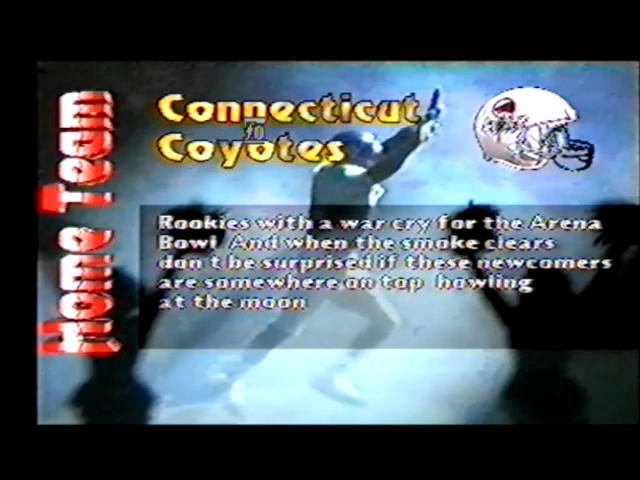 Home Team
Connecticut
Coyotes
Rookies with a war cry for the Arena
Bowl And when the smoke clears
don t be surprised if these newcomers
are somewhere on top howling
at the moon